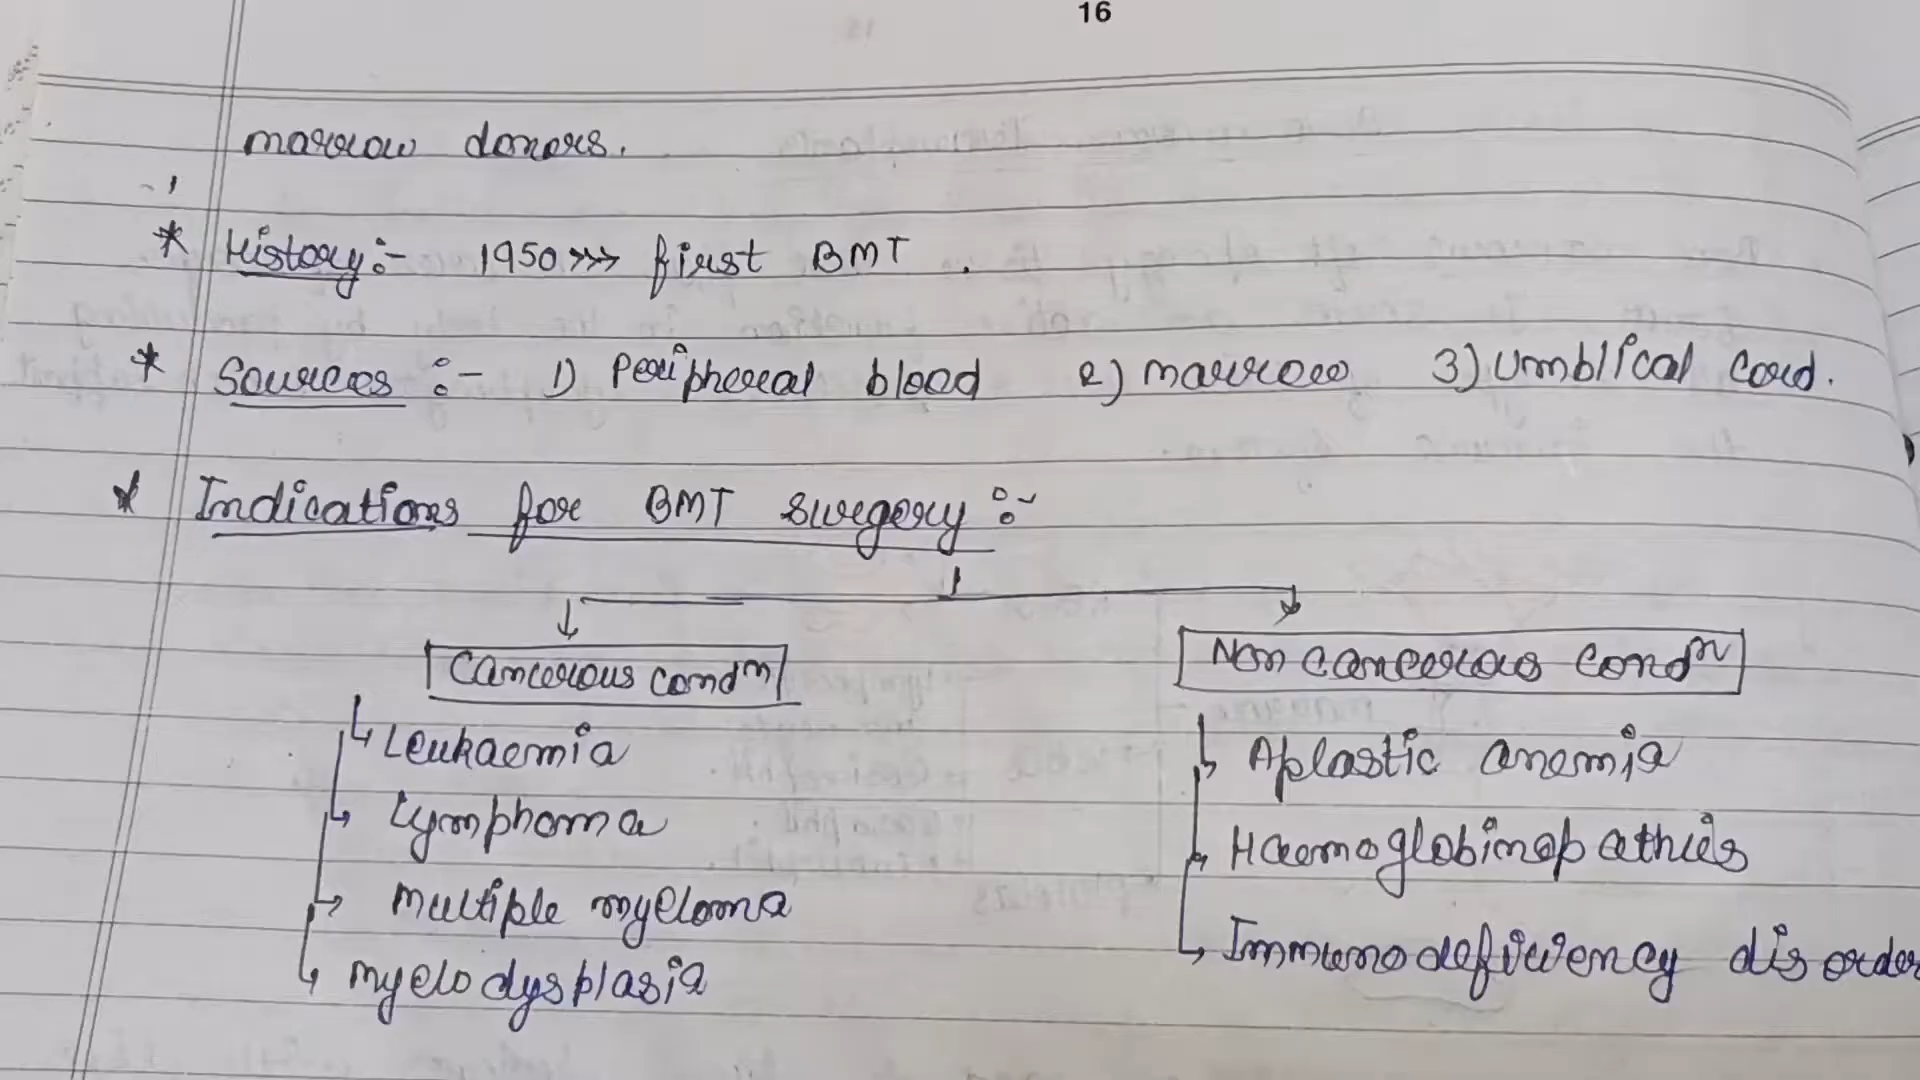 16
marrow donors.
* History:- 1950 >>> first BMT.
* Sources :- 1) Peripheral blood 2) marrow 3) Umblical Cord.
* Indications for BMT surgery :-
Cancerous condⁿ
Non cancerous condⁿ
Leukaemia
Aplastic anemia
Lymphoma
Haemoglobinopathies
Multiple myeloma
Immunodeficiency disorder
Myelodysplasia